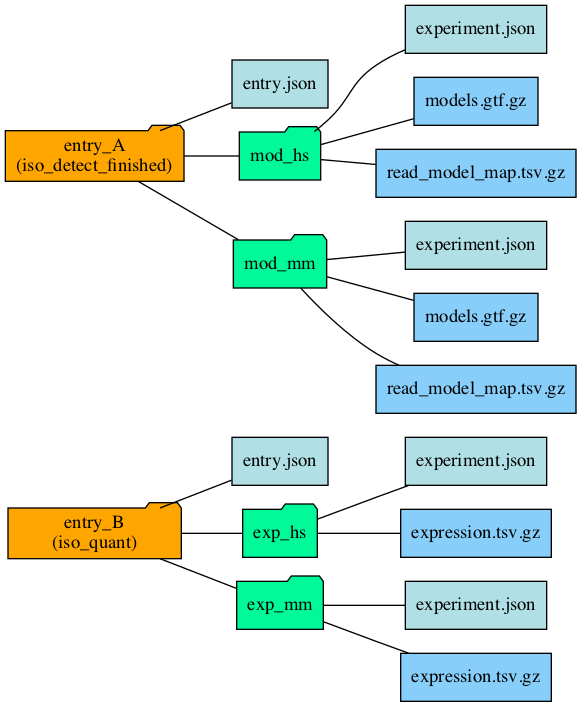 entry_A
(iso_detect_finished)
entry.json
mod_hs
experiment.json
models.gtf.gz
read_model_map.tsv.gz
mod_mm
experiment.json
models.gtf.gz
read_model_map.tsv.gz
entry_B
(iso_quant)
entry.json
exp_hs
experiment.json
expression.tsv.gz
exp_mm
experiment.json
expression.tsv.gz